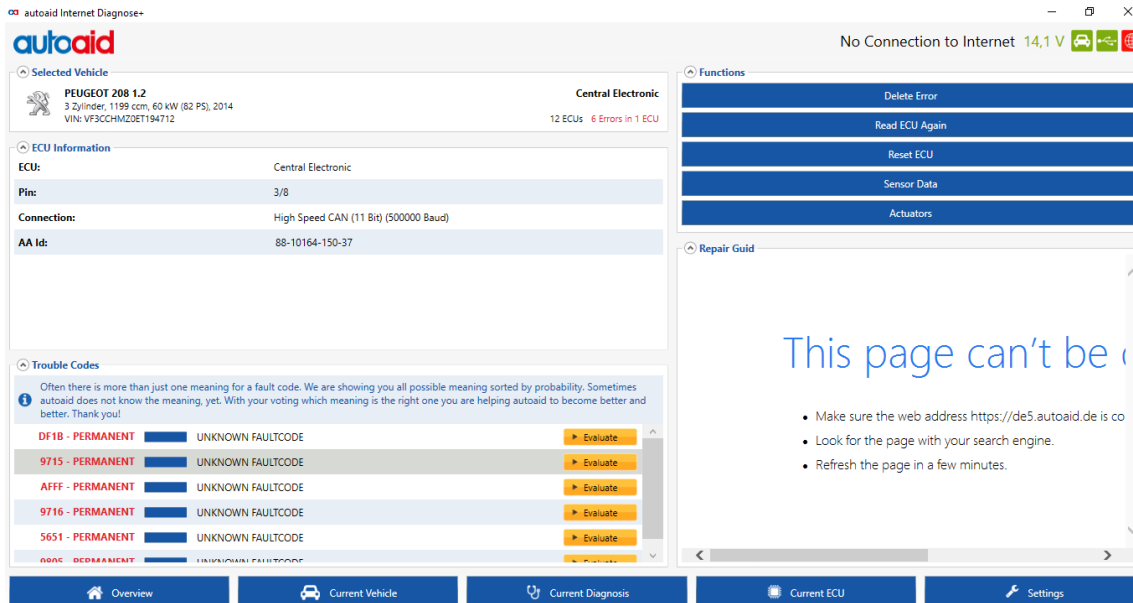 autoaid Internet Diagnose+
autoaid
No Connection to Internet 14,1 V
Selected Vehicle
PEUGEOT 208 1.2
3 Zylinder, 1199 ccm, 60 kW (82 PS), 2014
VIN: VF3CCHMZ0ET194712
Central Electronic
12 ECUs 6 Errors in 1 ECU
ECU Information
ECU: Central Electronic
Pin: 3/8
Connection: High Speed CAN (11 Bit) (500000 Baud)
AA Id: 88-10164-150-37
Trouble Codes
Often there is more than just one meaning for a fault code. We are showing you all possible meaning sorted by probability. Sometimes
autoaid does not know the meaning, yet. With your voting which meaning is the right one you are helping autoaid to become better and
better. Thank you!
DF1B - PERMANENT UNKNOWN FAULTCODE Evaluate
9715 - PERMANENT UNKNOWN FAULTCODE Evaluate
AFFF - PERMANENT UNKNOWN FAULTCODE Evaluate
9716 - PERMANENT UNKNOWN FAULTCODE Evaluate
5651 - PERMANENT UNKNOWN FAULTCODE Evaluate
9805 - PERMANENT UNKNOWN FAULTCODE Evaluate
Functions
Delete Error
Read ECU Again
Reset ECU
Sensor Data
Actuators
Repair Guid
This page can't be
Make sure the web address https://de5.autoaid.de is co
Look for the page with your search engine.
Refresh the page in a few minutes.
Overview
Current Vehicle
Current Diagnosis
Current ECU
Settings